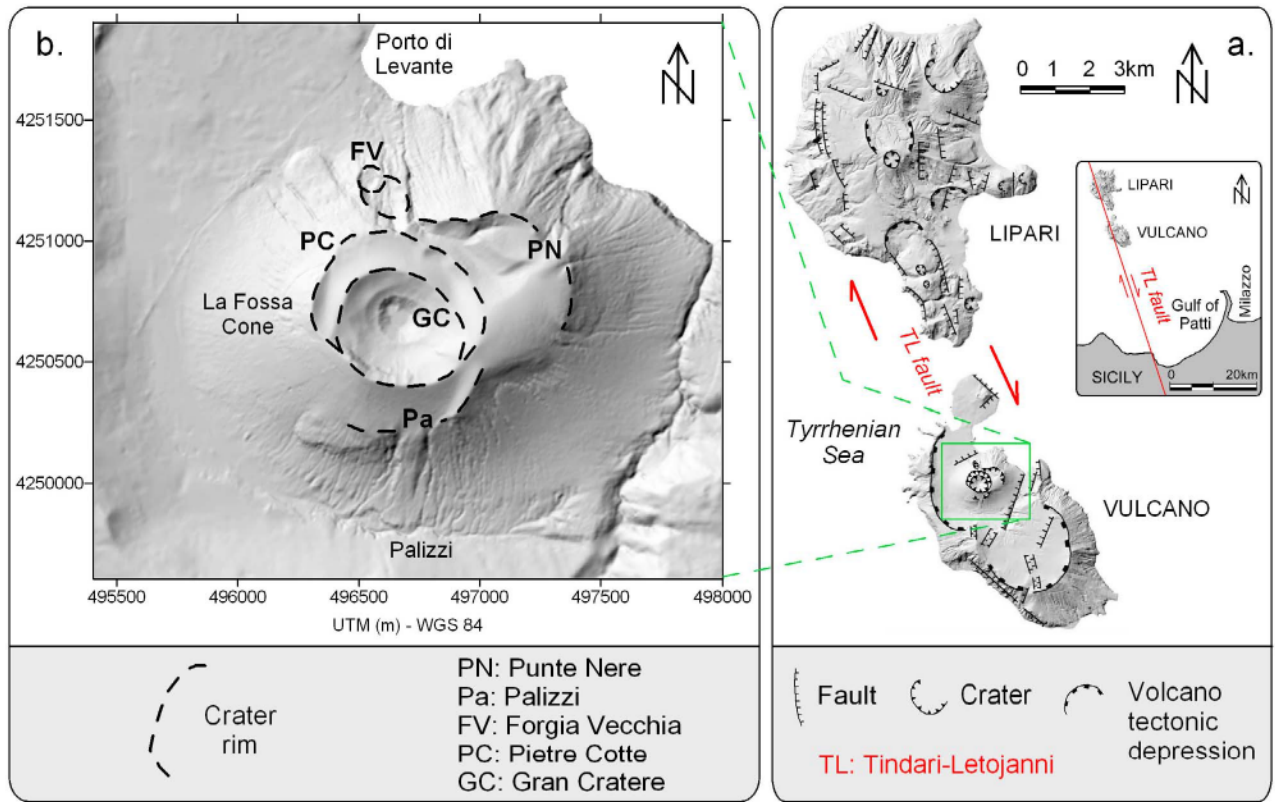 b.
Porto di
Levante
N
4251500
4251000
4250500
4250000
FV
PC
PN
La Fossa
Cone
GC
Pa
Palizzi
495500
496000
496500
497000
497500
498000
UTM (m) - WGS 84
Crater
rim
PN: Punte Nere
Pa: Palizzi
FV: Forgia Vecchia
PC: Pietre Cotte
GC: Gran Cratere
a.
0 1 2 3km
N
LIPARI
TL fault
Tyrrhenian
Sea
VULCANO
N
LIPARI
VULCANO
TL fault
Gulf of
Patti
Milazzo
SICILY
0 20km
Fault
Crater
Volcano
tectonic
depression
TL: Tindari-Letojanni